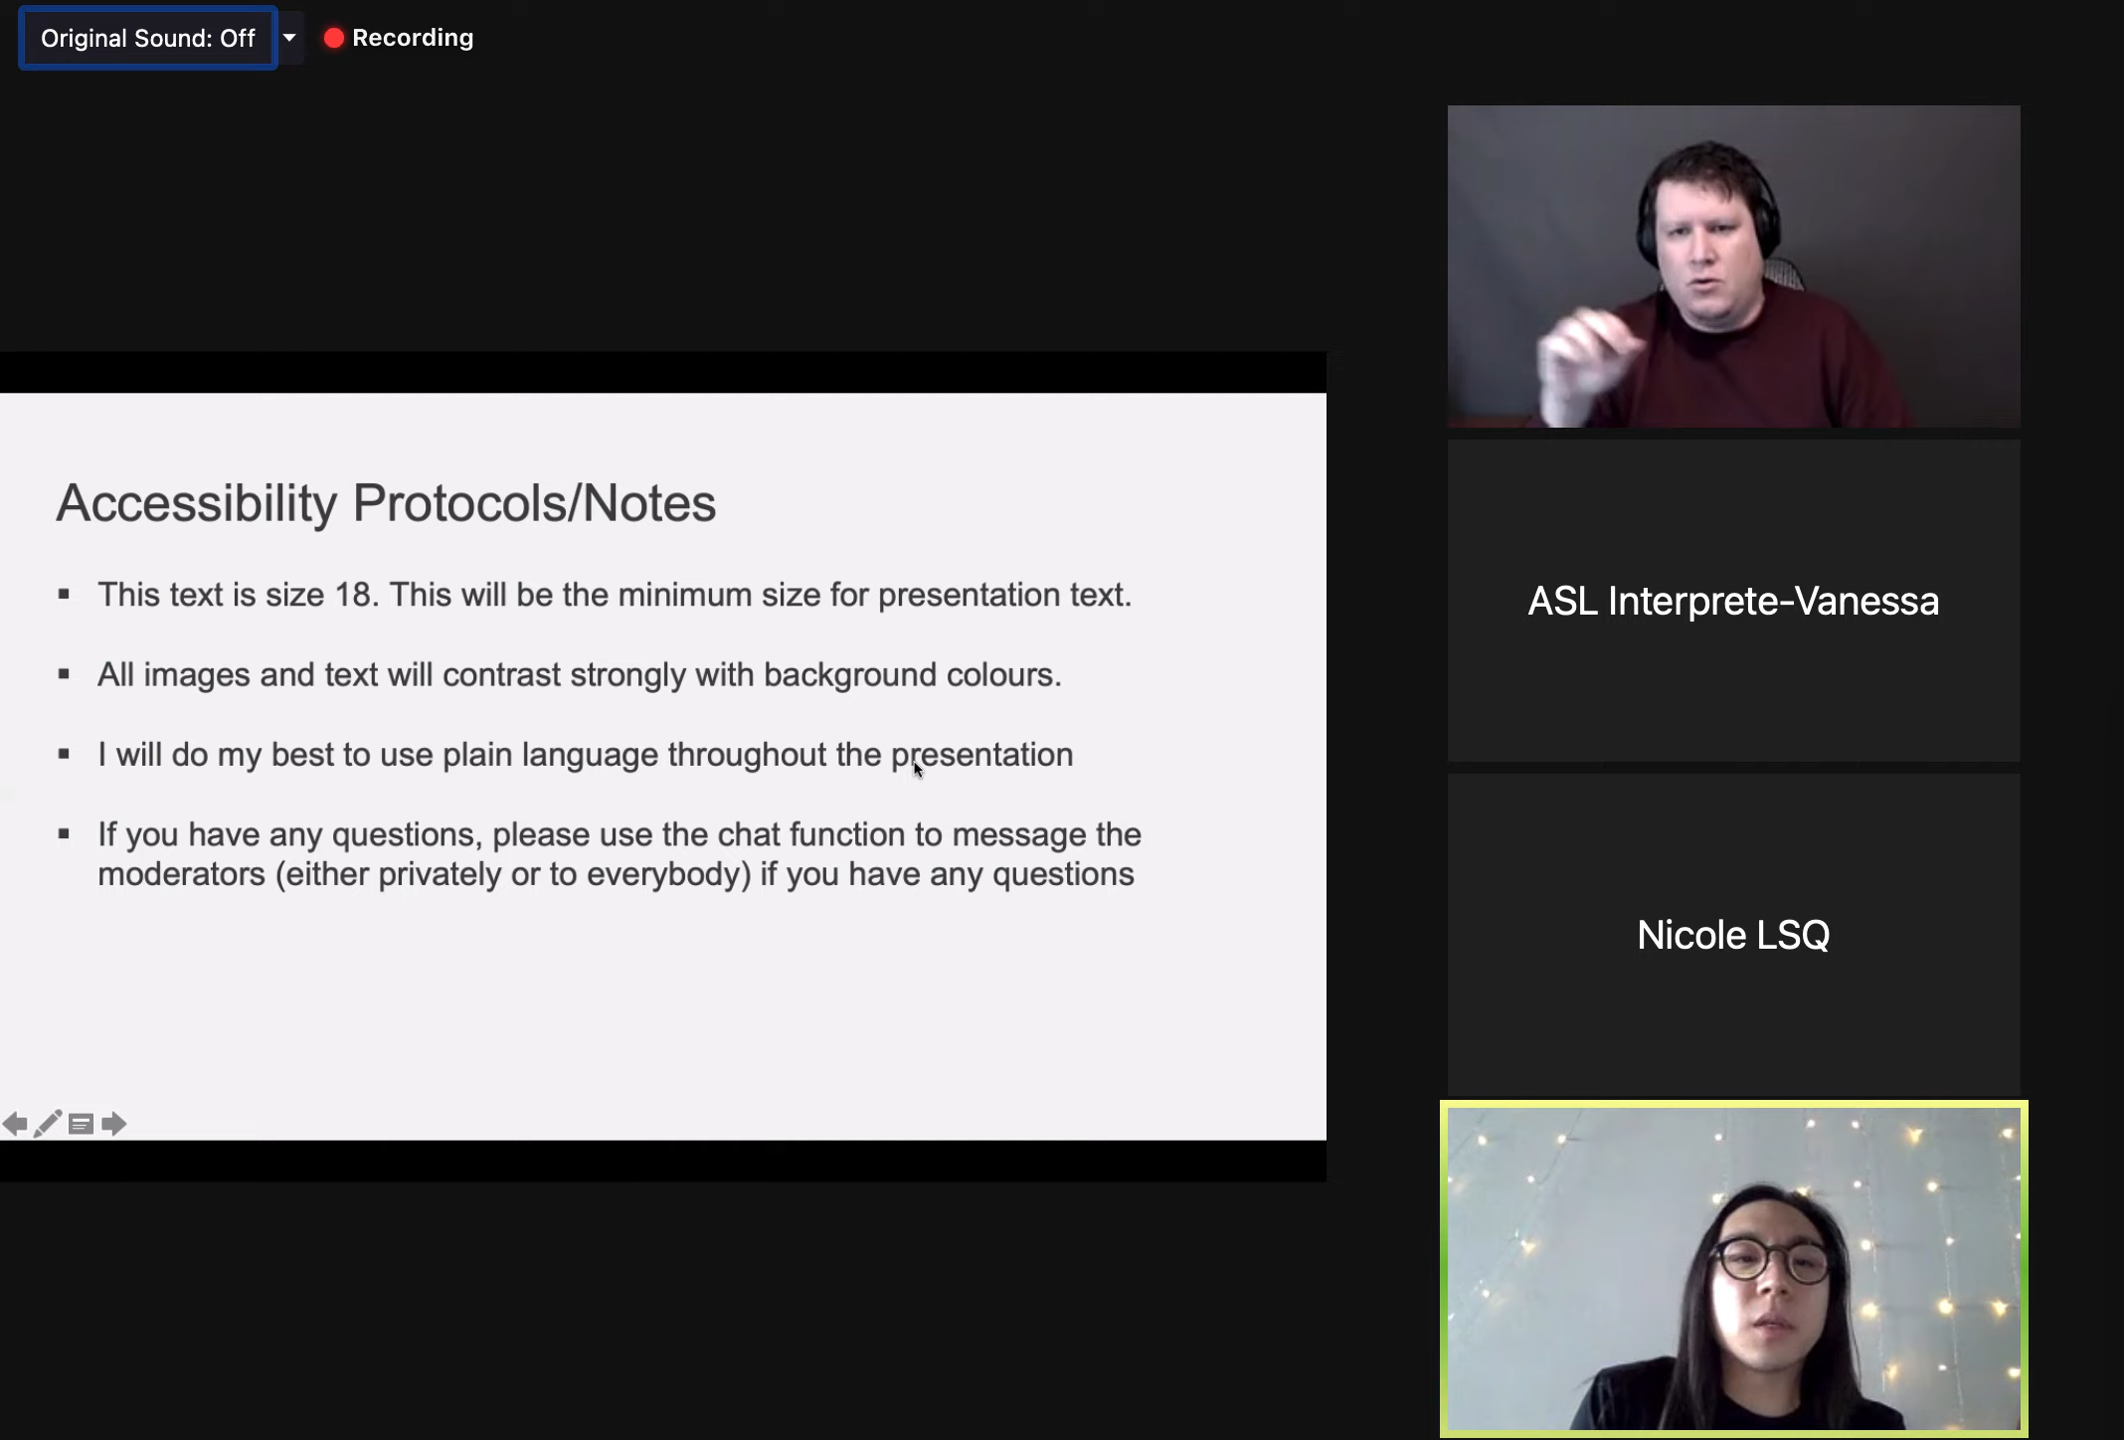 Original Sound: Off
Recording
Accessibility Protocols/Notes
▪ This text is size 18. This will be the minimum size for presentation text.
▪ All images and text will contrast strongly with background colours.
▪ I will do my best to use plain language throughout the presentation
▪ If you have any questions, please use the chat function to message the
moderators (either privately or to everybody) if you have any questions
ASL Interprete-Vanessa
Nicole LSQ